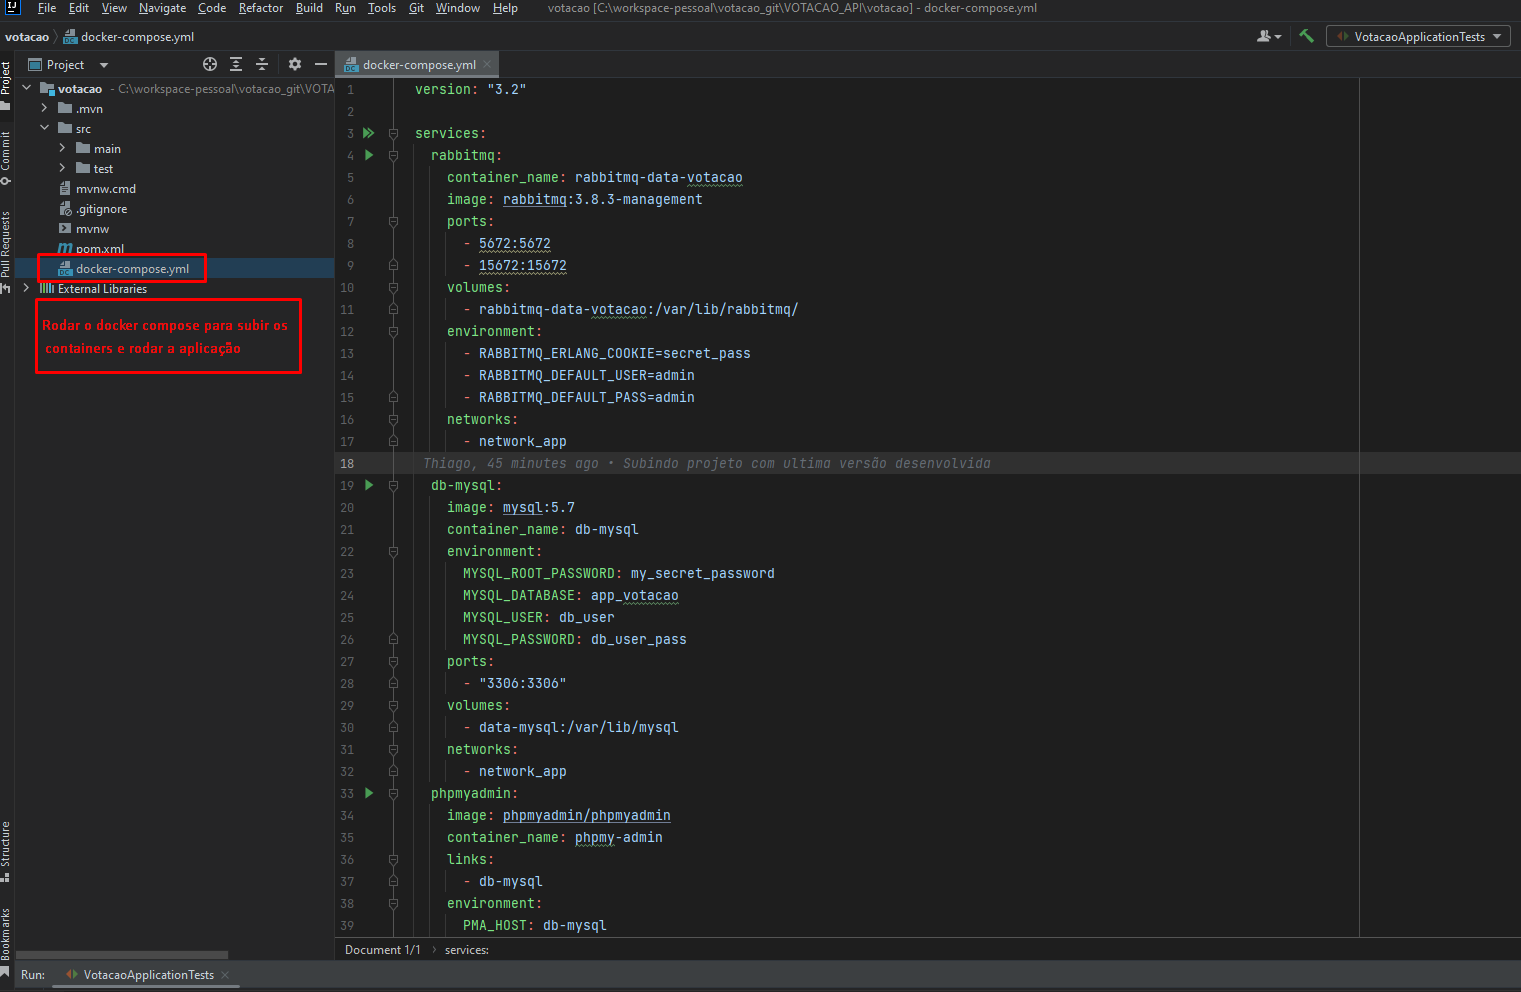 File Edit View Navigate Code Refactor Build Run Tools Git Window Help votacao [C:\workspace-pessoal\votacao_git\VOTACAO_API\votacao] - docker-compose.yml
votacao docker-compose.yml VotacaoApplicationTests
Project
docker-compose.yml
Project
Commit
Pull Requests
Structure
Bookmarks
votacao - C:\workspace-pessoal\votacao_git\VOTA
.mvn
src
main
test
mvnw.cmd
.gitignore
mvnw
pom.xml
docker-compose.yml
External Libraries
Rodar o docker compose para subir os
containers e rodar a aplicação
1 version: "3.2"
2
3 services:
4 rabbitmq:
5 container_name: rabbitmq-data-votacao
6 image: rabbitmq:3.8.3-management
7 ports:
8 - 5672:5672
9 - 15672:15672
10 volumes:
11 - rabbitmq-data-votacao:/var/lib/rabbitmq/
12 environment:
13 - RABBITMQ_ERLANG_COOKIE=secret_pass
14 - RABBITMQ_DEFAULT_USER=admin
15 - RABBITMQ_DEFAULT_PASS=admin
16 networks:
17 - network_app
18 Thiago, 45 minutes ago • Subindo projeto com ultima versão desenvolvida
19 db-mysql:
20 image: mysql:5.7
21 container_name: db-mysql
22 environment:
23 MYSQL_ROOT_PASSWORD: my_secret_password
24 MYSQL_DATABASE: app_votacao
25 MYSQL_USER: db_user
26 MYSQL_PASSWORD: db_user_pass
27 ports:
28 - "3306:3306"
29 volumes:
30 - data-mysql:/var/lib/mysql
31 networks:
32 - network_app
33 phpmyadmin:
34 image: phpmyadmin/phpmyadmin
35 container_name: phpmy-admin
36 links:
37 - db-mysql
38 environment:
39 PMA_HOST: db-mysql
Document 1/1 › services:
Run: VotacaoApplicationTests